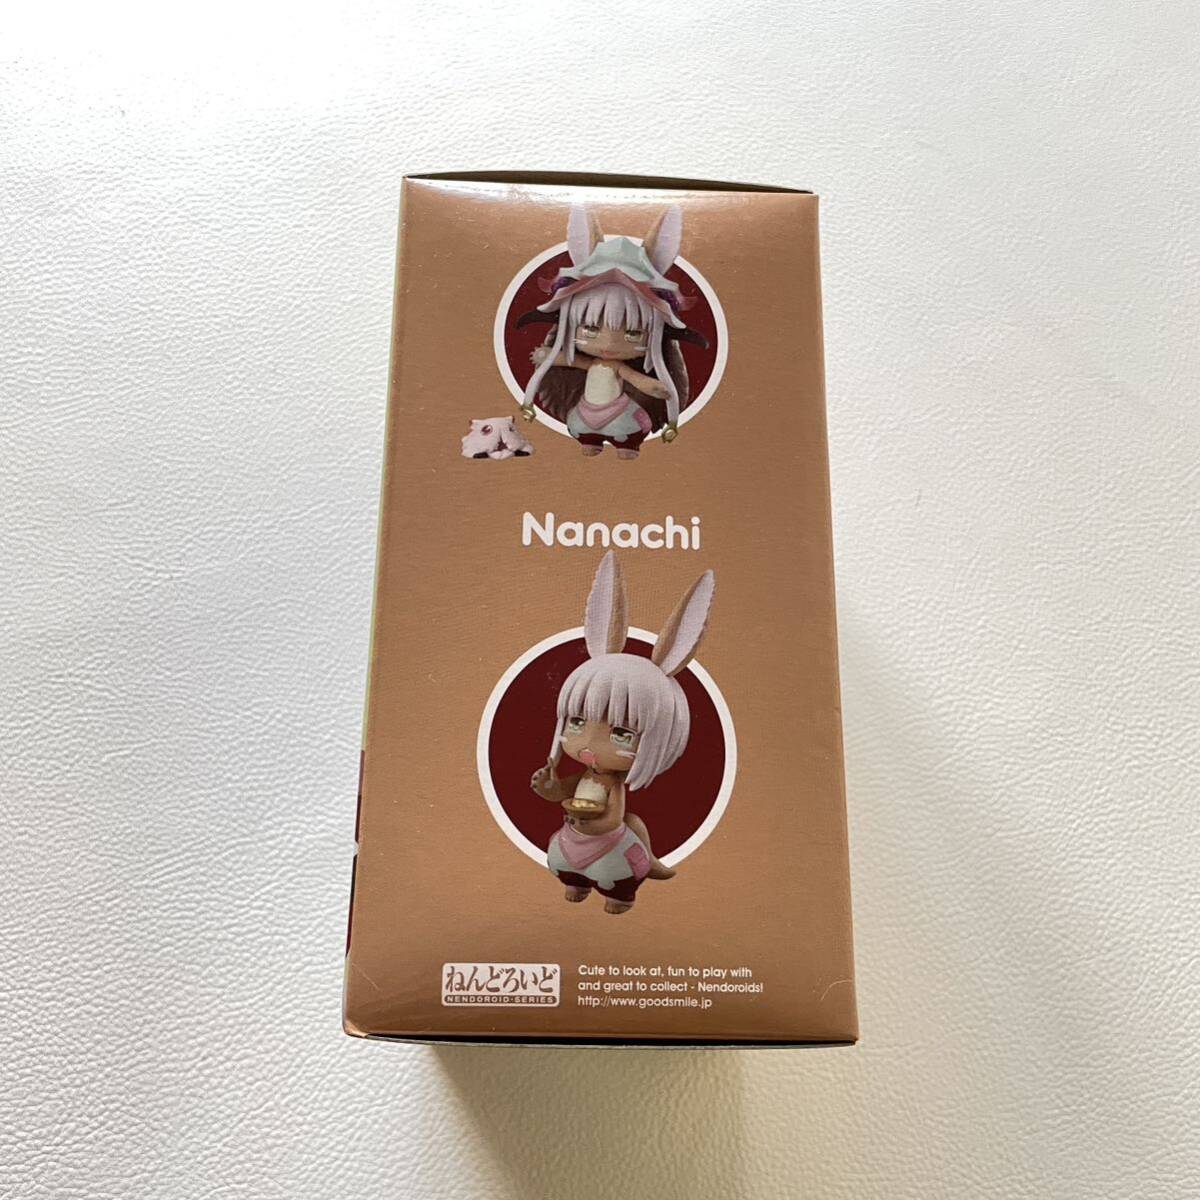 Nanachi
ねんどろいど
NENDOROID·SERIES
Cute to look at, fun to play with
and great to collect - Nendoroids!
http://www.goodsmile.jp